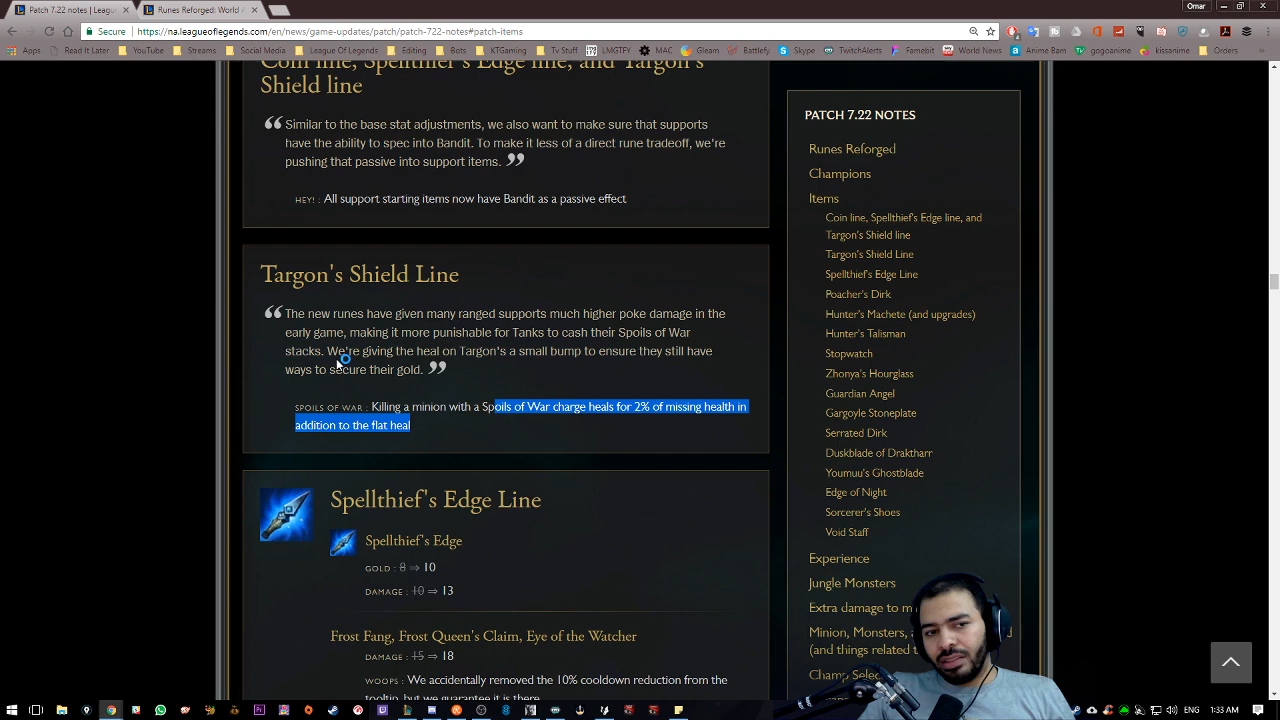 Patch 7.22 notes | Leag
Runes Reforged: World A
Omar
Secure
https://na.leagueoflegends.com/en/news/game-updates/patch/patch-722-notes#patch-items
Apps
Read It Later
YouTube
Streams
Social Media
League Of Legends
Editing
Bots
KTGaming
Tv Stuff
LMGTFY
MAC
Gleam
Battlefy
Skype
TwitchAlerts
Famebit
World News
Anime Bam
gogoanime
kissanime
Orders
Coin line, Spellthief's Edge line, and Targon's
Shield line
Similar to the base stat adjustments, we also want to make sure that supports
have the ability to spec into Bandit. To make it less of a direct rune tradeoff, we're
pushing that passive into support items.
HEY! : All support starting items now have Bandit as a passive effect
Targon's Shield Line
The new runes have given many ranged supports much higher poke damage in the
early game, making it more punishable for Tanks to cash their Spoils of War
stacks. We're giving the heal on Targon's a small bump to ensure they still have
ways to secure their gold.
SPOILS OF WAR : Killing a minion with a Spoils of War charge heals for 2% of missing health in
addition to the flat heal
Spellthief's Edge Line
Spellthief's Edge
GOLD : 8 ⇒ 10
DAMAGE : 10 ⇒ 13
Frost Fang, Frost Queen's Claim, Eye of the Watcher
DAMAGE : 15 ⇒ 18
WOOPS : We accidentally removed the 10% cooldown reduction from the
tooltip, but we guarantee it is there
PATCH 7.22 NOTES
Runes Reforged
Champions
Items
Coin line, Spellthief's Edge line, and
Targon's Shield line
Targon's Shield Line
Spellthief's Edge Line
Poacher's Dirk
Hunter's Machete (and upgrades)
Hunter's Talisman
Stopwatch
Zhonya's Hourglass
Guardian Angel
Gargoyle Stoneplate
Serrated Dirk
Duskblade of Draktharr
Youmuu's Ghostblade
Edge of Night
Sorcerer's Shoes
Void Staff
Experience
Jungle Monsters
Extra damage to m
Minion, Monsters,
(and things related t
Champ Selec
ENG
1:33 AM